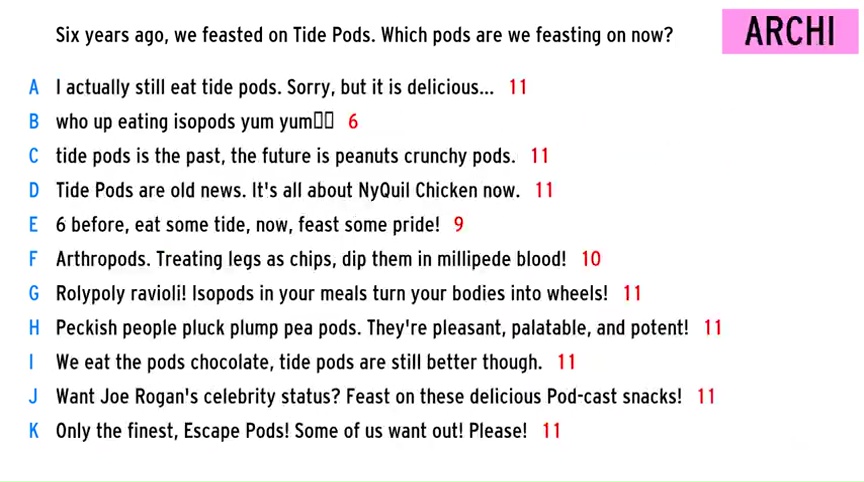 Six years ago, we feasted on Tide Pods. Which pods are we feasting on now?
ARCHI
A I actually still eat tide pods. Sorry, but it is delicious... 11
B who up eating isopods yum yum▯▯ 6
C tide pods is the past, the future is peanuts crunchy pods. 11
D Tide Pods are old news. It's all about NyQuil Chicken now. 11
E 6 before, eat some tide, now, feast some pride! 9
F Arthropods. Treating legs as chips, dip them in millipede blood! 10
G Rolypoly ravioli! Isopods in your meals turn your bodies into wheels! 11
H Peckish people pluck plump pea pods. They're pleasant, palatable, and potent! 11
I We eat the pods chocolate, tide pods are still better though. 11
J Want Joe Rogan's celebrity status? Feast on these delicious Pod-cast snacks! 11
K Only the finest, Escape Pods! Some of us want out! Please! 11